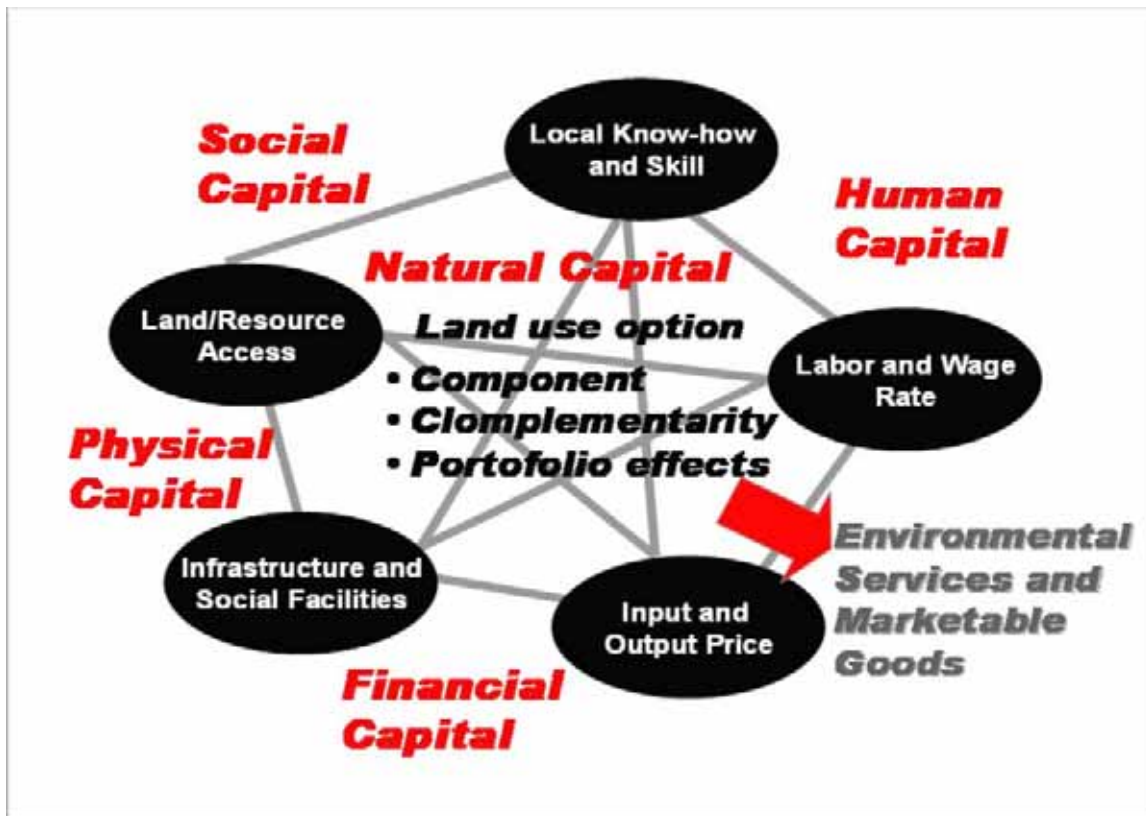 Social
Capital
Local Know-how
and Skill
Human
Capital
Natural Capital
Land/Resource
Access
Land use option
• Component
• Clomplementarity
• Portofolio effects
Labor and Wage
Rate
Physical
Capital
Infrastructure and
Social Facilities
Input and
Output Price
Environmental
Services and
Marketable
Goods
Financial
Capital